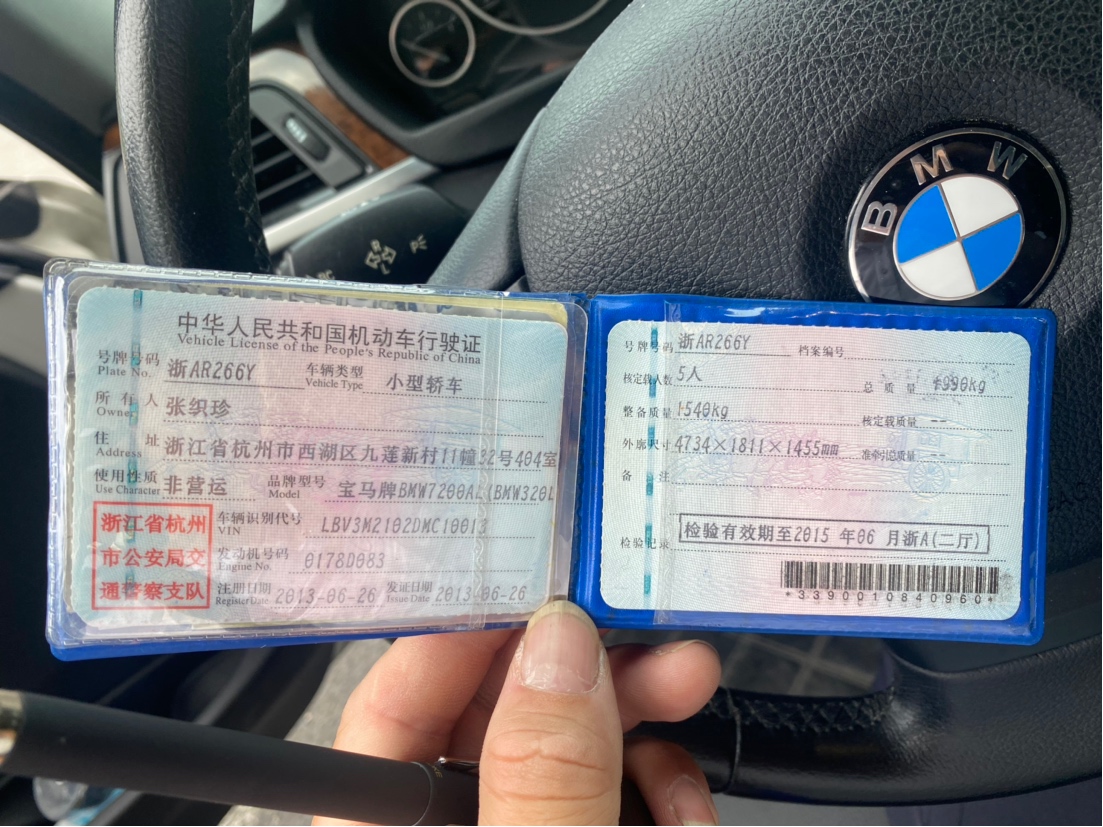 BMW
中华人民共和国机动车行驶证
Vehicle License of the People's Republic of China
号牌号码 浙AR266Y 车辆类型 小型轿车
Plate No. Vehicle Type
所有人 张织珍
Owner
住址 浙江省杭州市西湖区九莲新村11幢32号404室
Address
使用性质 非营运 品牌型号 宝马牌BMW7200AL(BMW320L
Use Character Model
浙江省杭州
市公安局交
通警察支队
车辆识别代号 LBV3M2102DMC10013
VIN
发动机号码 0178D083
Engine No.
注册日期 2013-06-26 发证日期 2013-06-26
Register Date Issue Date
号牌号码 浙AR266Y 档案编号
核定载人数 5人 总质量 1990kg
整备质量 1540kg 核定载质量 --
外廓尺寸 4734×1811×1455mm 准牵引总质量 --
备注
检验记录 检验有效期至2015年06月浙A(二厅)
*3390010840960*